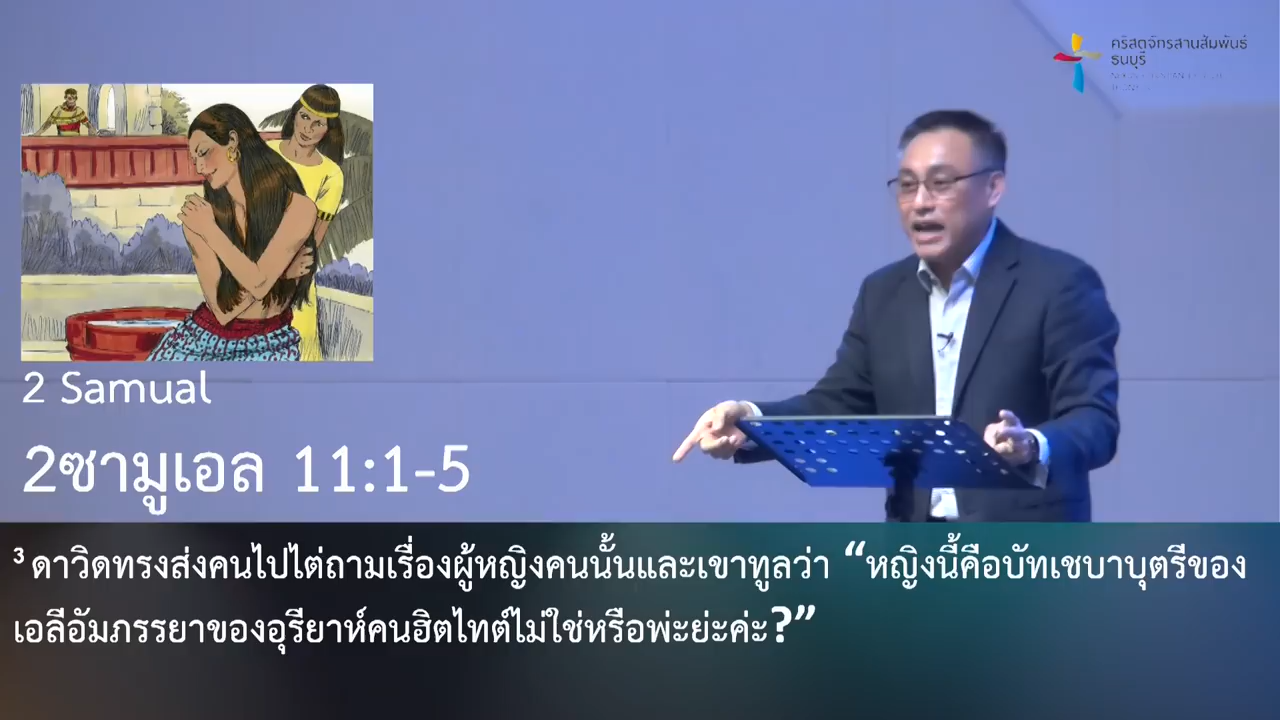 คริสตจักรสานสัมพันธ์
ธนบุรี
2 Samual
2ซามูเอล 11:1-5
³ ดาวิดทรงส่งคนไปไต่ถามเรื่องผู้หญิงคนนั้นและเขาทูลว่า “หญิงนี้คือบัทเชบาบุตรีของ
เอลีอัมภรรยาของอุรียาห์คนฮิตไทต์ไม่ใช่หรือพ่ะย่ะค่ะ?”